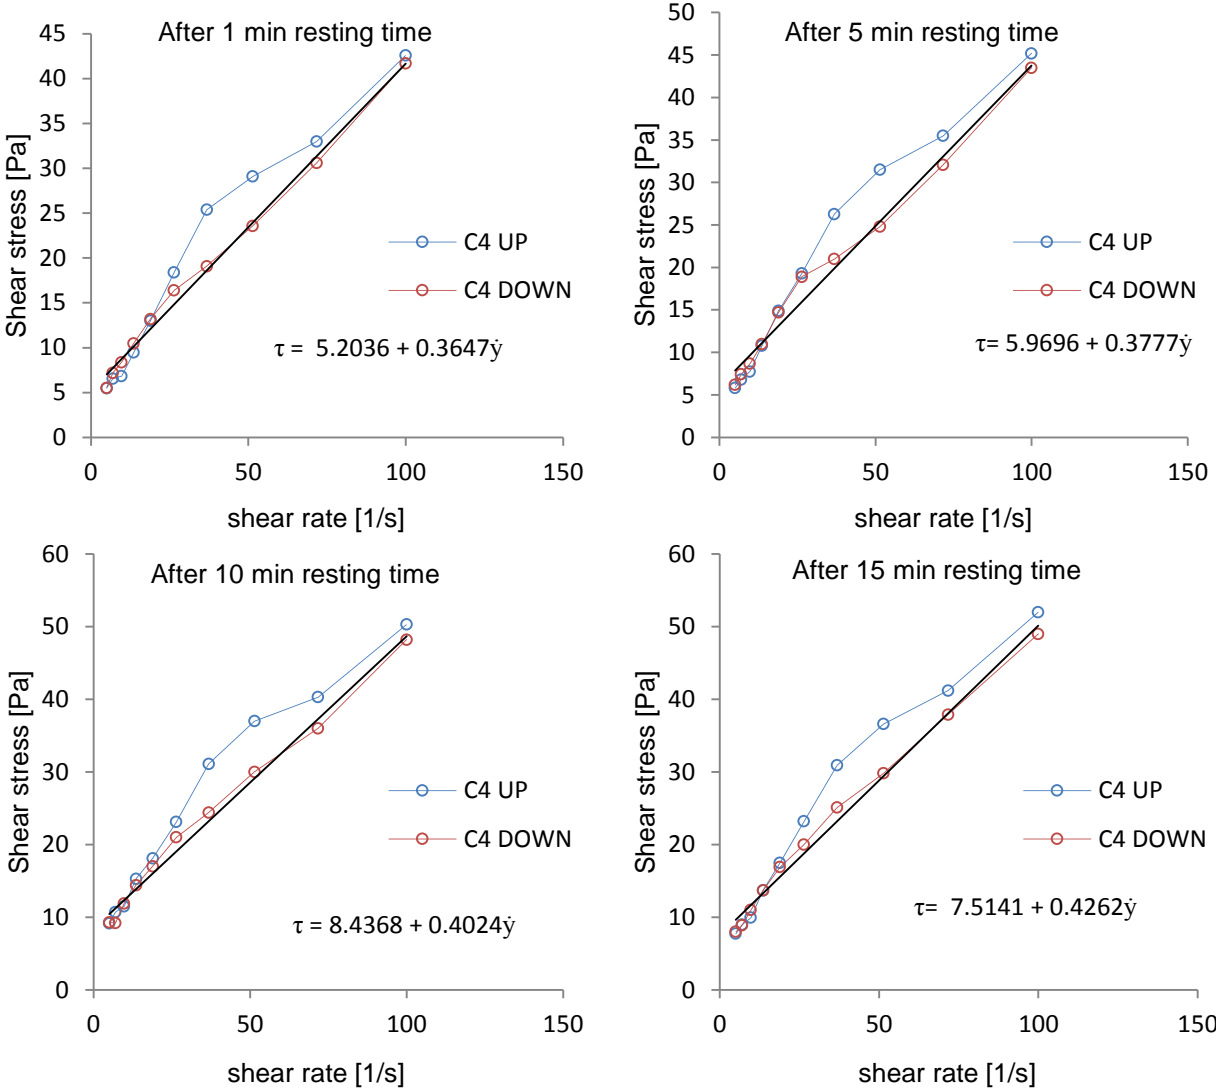 After 1 min resting time
45
40
35
30
25
20
15
10
5
0
Shear stress [Pa]
C4 UP
C4 DOWN
τ = 5.2036 + 0.3647ẏ
0 50 100 150
shear rate [1/s]
After 5 min resting time
50
45
40
35
30
25
20
15
10
5
0
Shear stress [Pa]
C4 UP
C4 DOWN
τ= 5.9696 + 0.3777ẏ
0 50 100 150
shear rate [1/s]
After 10 min resting time
60
50
40
30
20
10
0
Shear stress [Pa]
C4 UP
C4 DOWN
τ = 8.4368 + 0.4024ẏ
0 50 100 150
shear rate [1/s]
After 15 min resting time
60
50
40
30
20
10
0
Shear stress [Pa]
C4 UP
C4 DOWN
τ= 7.5141 + 0.4262ẏ
0 50 100 150
shear rate [1/s]